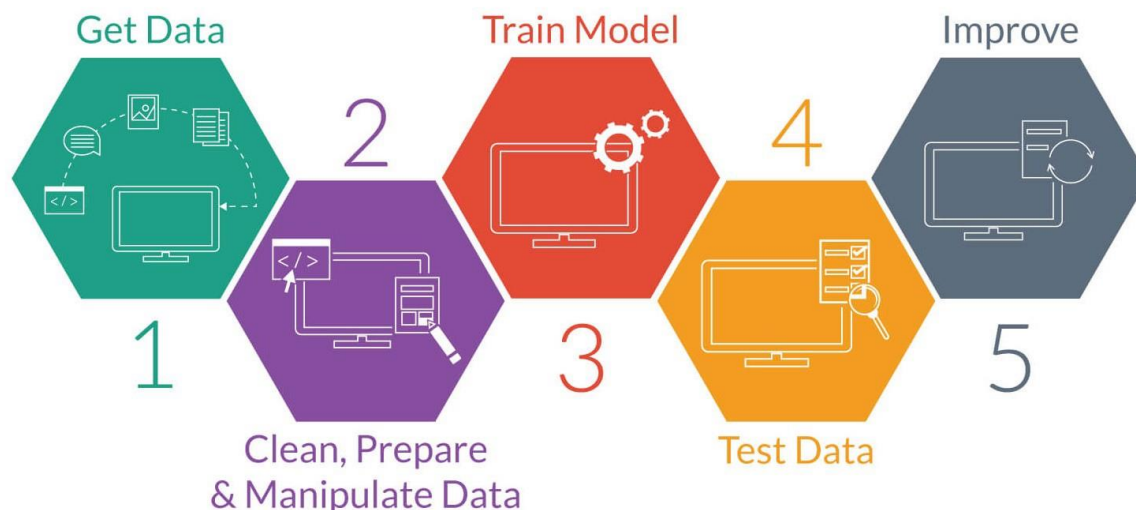 Get Data
</>
1
2
</>
Clean, Prepare
& Manipulate Data
Train Model
3
4
Test Data
Improve
5